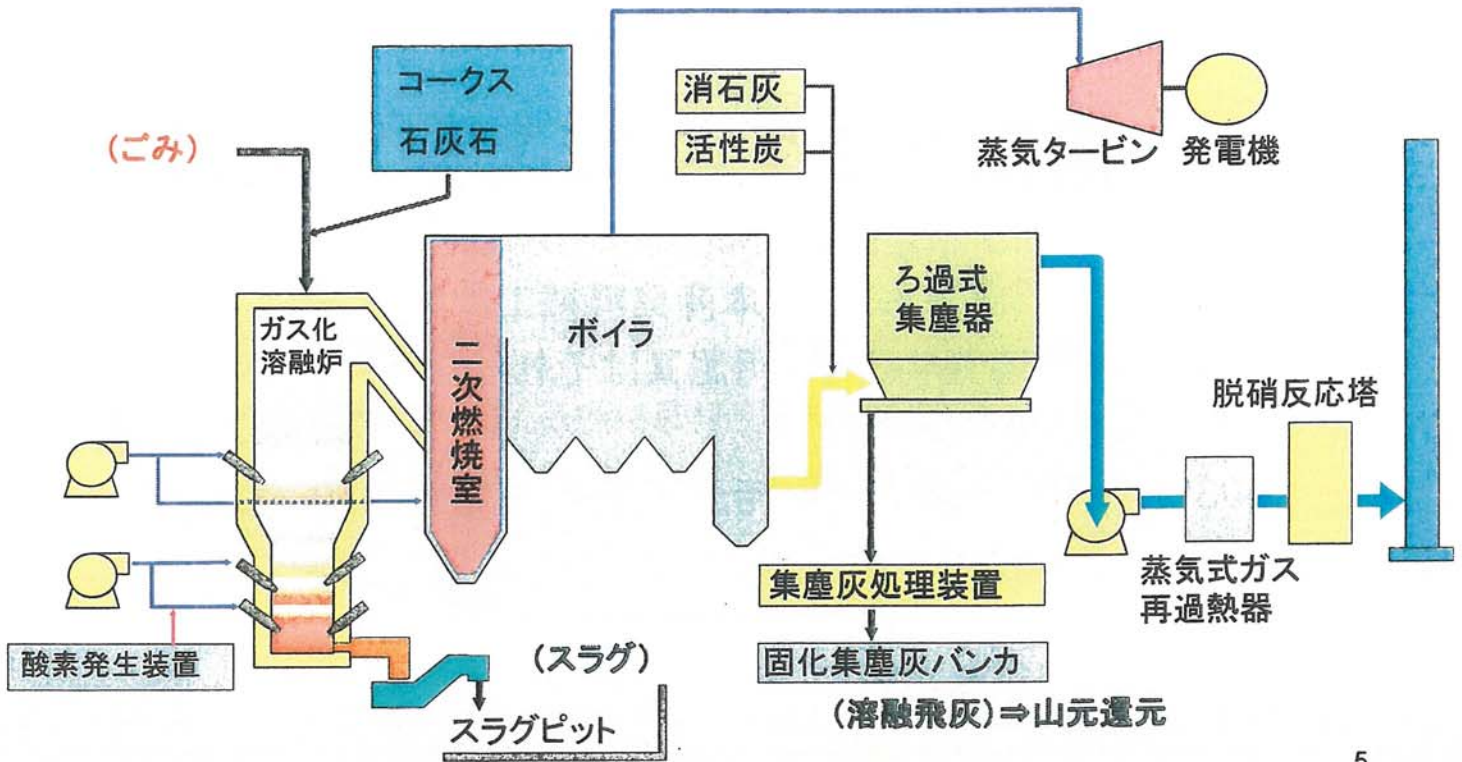 コークス
石灰石
(ごみ)
消石灰
活性炭
蒸気タービン
発電機
ガス化
溶融炉
二次燃焼室
ボイラ
ろ過式
集塵器
脱硝反応塔
蒸気式ガス
再過熱器
酸素発生装置
(スラグ)
スラグピット
集塵灰処理装置
固化集塵灰バンカ
(溶融飛灰)⇒山元還元
5